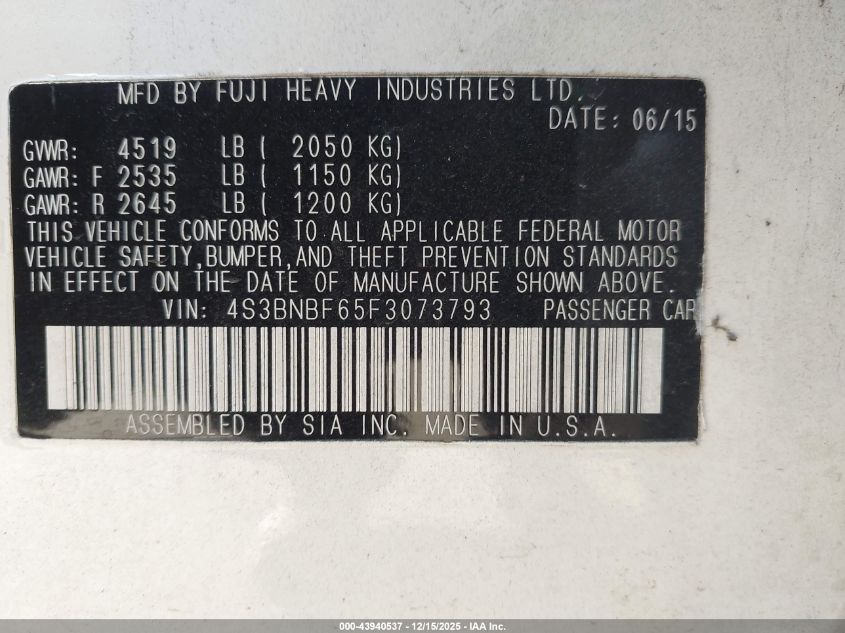 MFD BY FUJI HEAVY INDUSTRIES LTD.
DATE: 06/15
GVWR: 4519 LB ( 2050 KG)
GAWR: F 2535 LB ( 1150 KG)
GAWR: R 2645 LB ( 1200 KG)
THIS VEHICLE CONFORMS TO ALL APPLICABLE FEDERAL MOTOR
VEHICLE SAFETY,BUMPER,AND THEFT PREVENTION STANDARDS
IN EFFECT ON THE DATE OF MANUFACTURE SHOWN ABOVE.
VIN: 4S3BNBF65F3073793 PASSENGER CAR
ASSEMBLED BY SIA INC. MADE IN U.S.A.
000-43940537 - 12/15/2025 - IAA Inc.